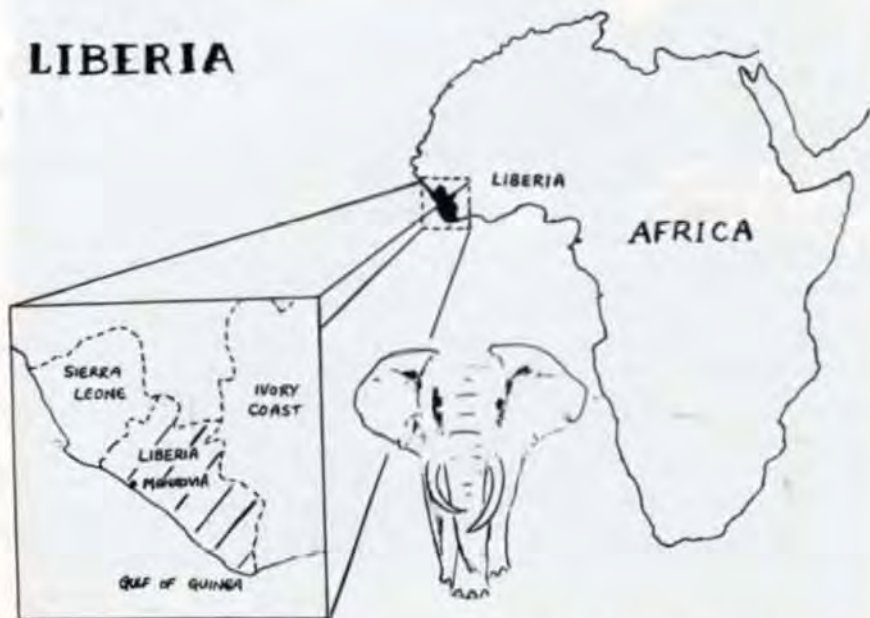 LIBERIA
LIBERIA
AFRICA
SIERRA
LEONE
IVORY
COAST
LIBERIA
MONROVIA
GULF OF GUINEA